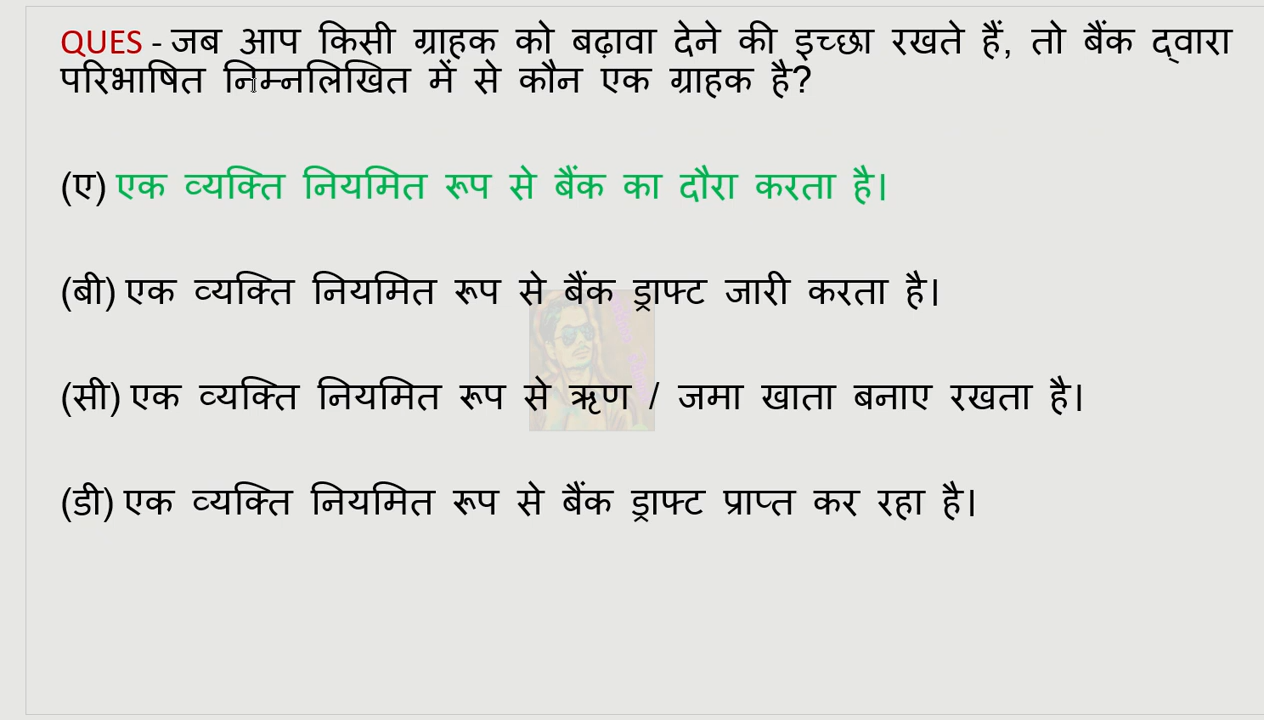 QUES - जब आप किसी ग्राहक को बढ़ावा देने की इच्छा रखते हैं, तो बैंक द्वारा
परिभाषित निम्नलिखित में से कौन एक ग्राहक है?
(ए) एक व्यक्ति नियमित रूप से बैंक का दौरा करता है।
(बी) एक व्यक्ति नियमित रूप से बैंक ड्राफ्ट जारी करता है।
(सी) एक व्यक्ति नियमित रूप से ऋण / जमा खाता बनाए रखता है।
(डी) एक व्यक्ति नियमित रूप से बैंक ड्राफ्ट प्राप्त कर रहा है।